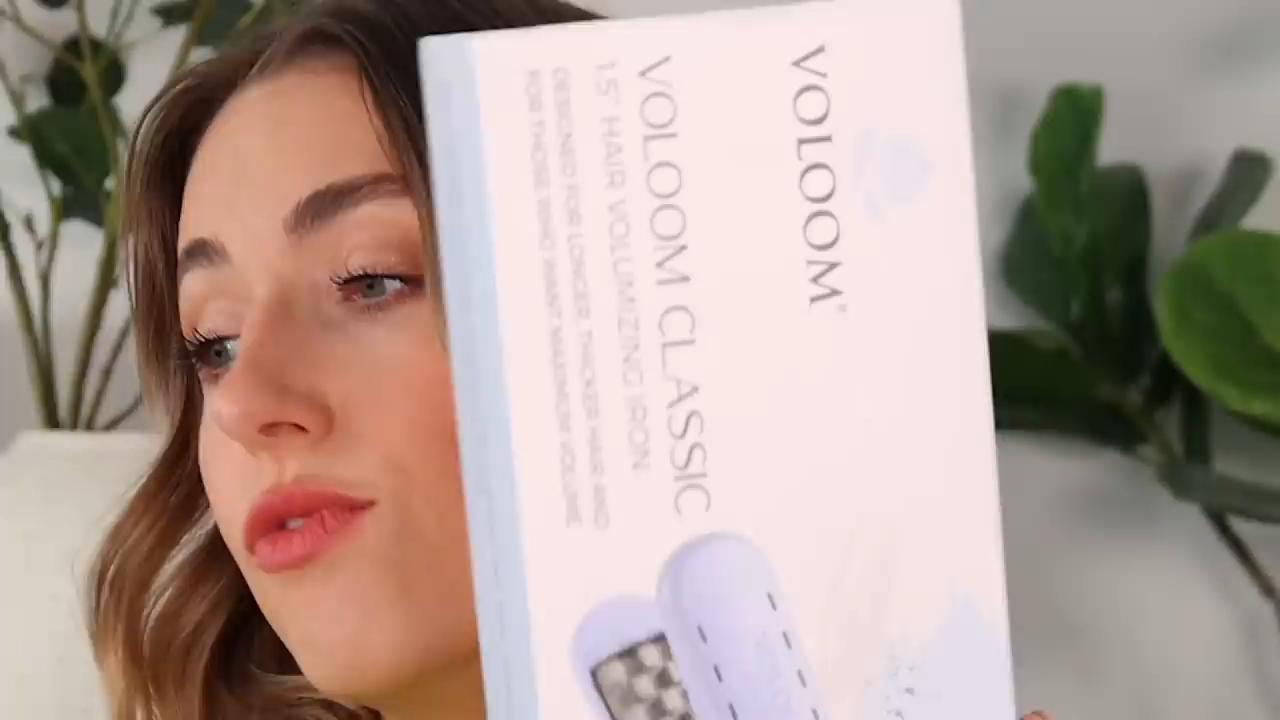 VOLOOM®
VOLOOM CLASSIC
1.5" HAIR VOLUMIZING IRON
DESIGNED FOR LONGER, THICKER HAIR AND
FOR THOSE WHO WANT MAXIMUM VOLUME